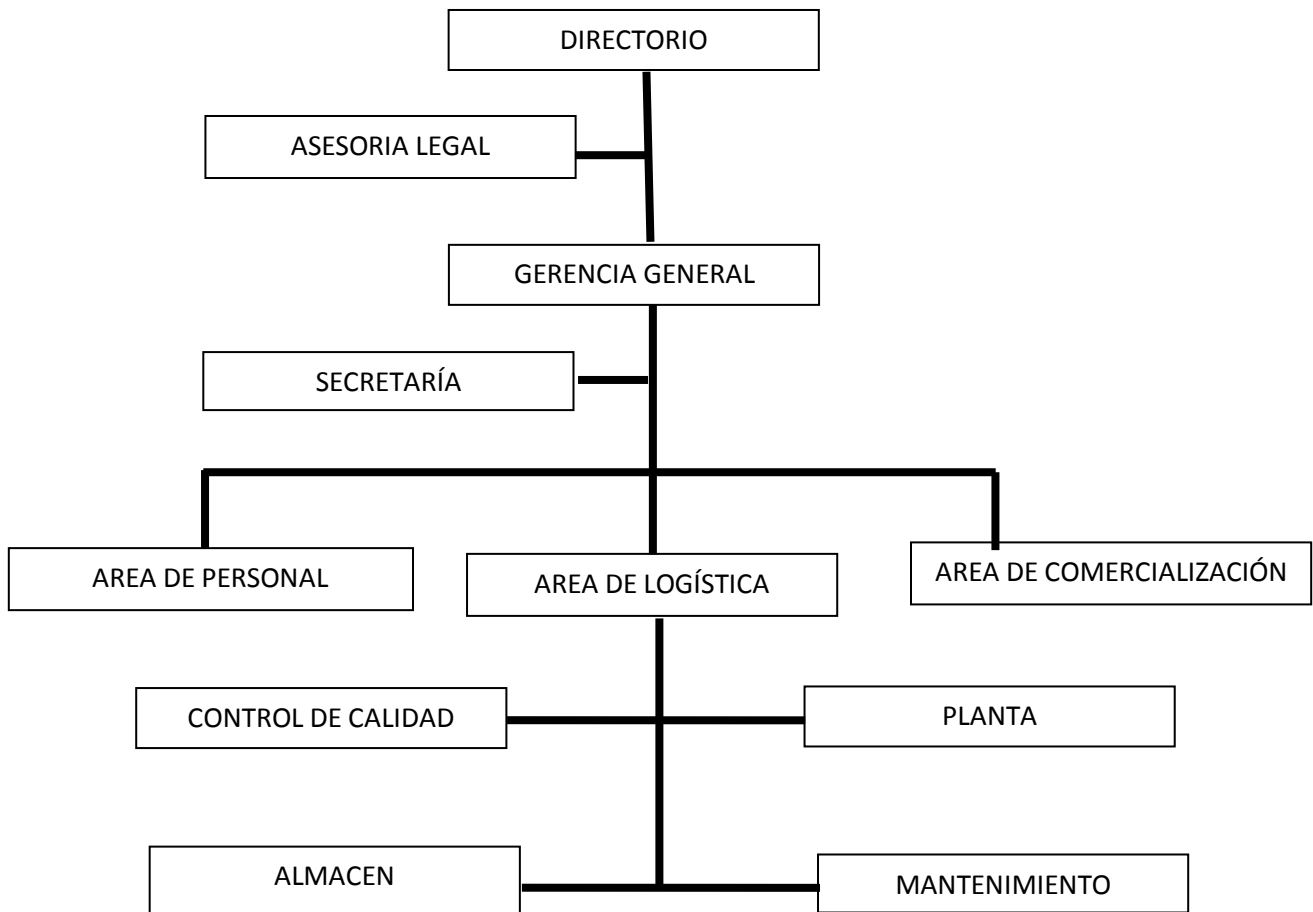 DIRECTORIO
ASESORIA LEGAL
GERENCIA GENERAL
SECRETARÍA
AREA DE PERSONAL
AREA DE LOGÍSTICA
AREA DE COMERCIALIZACIÓN
CONTROL DE CALIDAD
PLANTA
ALMACEN
MANTENIMIENTO